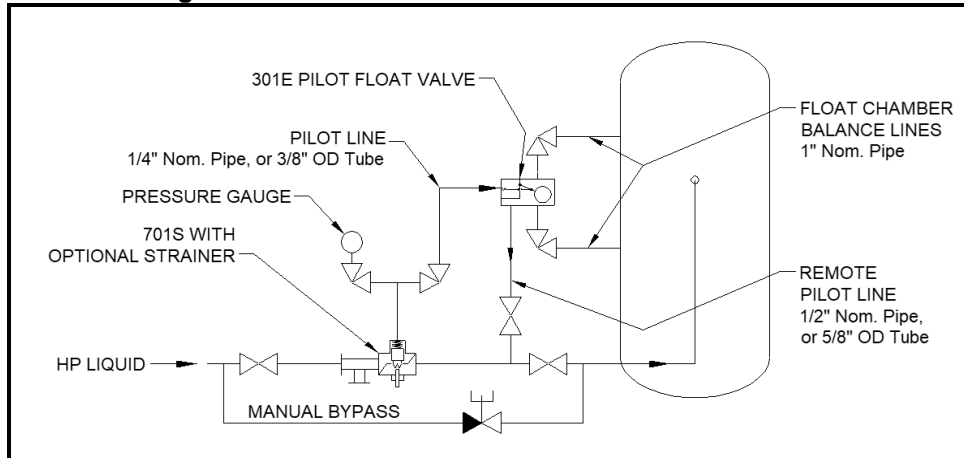 301E PILOT FLOAT VALVE
PILOT LINE
1/4" Nom. Pipe, or 3/8" OD Tube
PRESSURE GAUGE
701S WITH
OPTIONAL STRAINER
HP LIQUID
MANUAL BYPASS
FLOAT CHAMBER
BALANCE LINES
1" Nom. Pipe
REMOTE
PILOT LINE
1/2" Nom. Pipe,
or 5/8" OD Tube